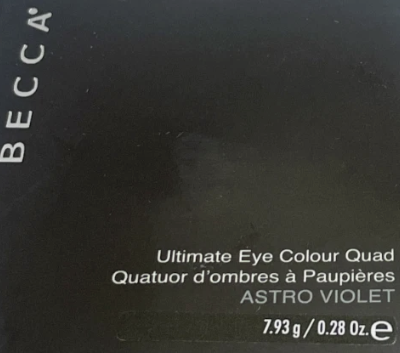 BECCA
Ultimate Eye Colour Quad
Quatuor d'ombres à Paupières
ASTRO VIOLET
7.93 g / 0.28 Oz. e